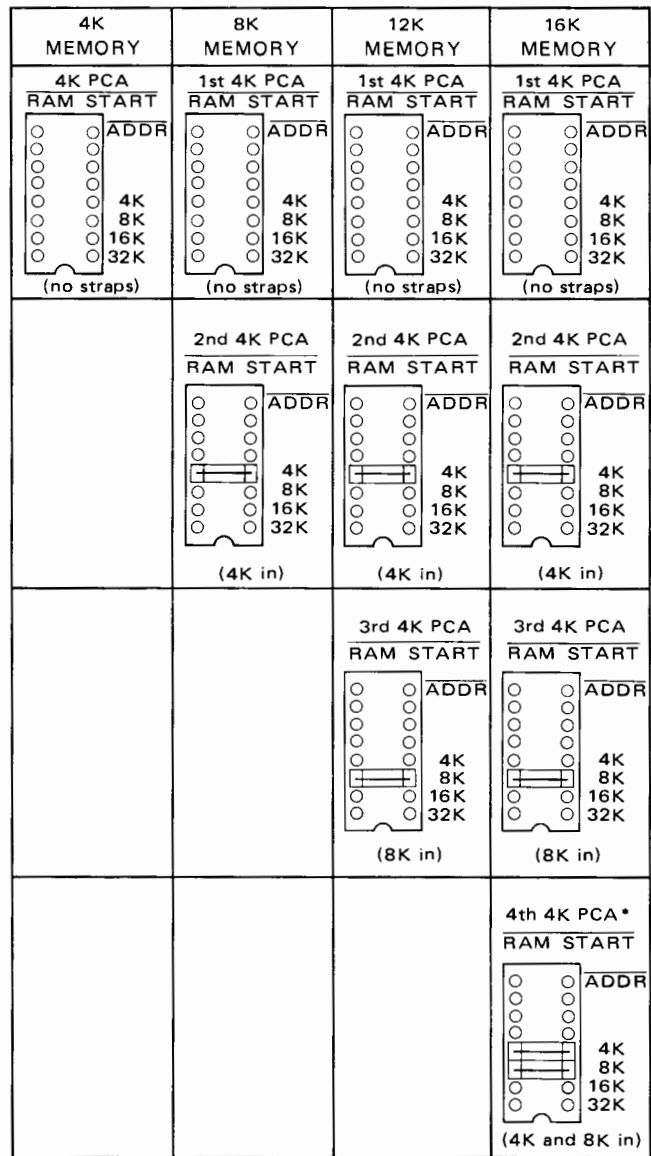 4K 8K 12K 16K
MEMORY MEMORY MEMORY MEMORY
4K PCA 1st 4K PCA 1st 4K PCA 1st 4K PCA
RAM START RAM START RAM START RAM START
ADDR ADDR ADDR ADDR
4K 4K 4K 4K
8K 8K 8K 8K
16K 16K 16K 16K
32K 32K 32K 32K
(no straps) (no straps) (no straps) (no straps)
2nd 4K PCA 2nd 4K PCA 2nd 4K PCA
RAM START RAM START RAM START
ADDR ADDR ADDR
4K 4K 4K
8K 8K 8K
16K 16K 16K
32K 32K 32K
(4K in) (4K in) (4K in)
3rd 4K PCA 3rd 4K PCA
RAM START RAM START
ADDR ADDR
4K 4K
8K 8K
16K 16K
32K 32K
(8K in) (8K in)
4th 4K PCA*
RAM START
ADDR
4K
8K
16K
32K
(4K and 8K in)